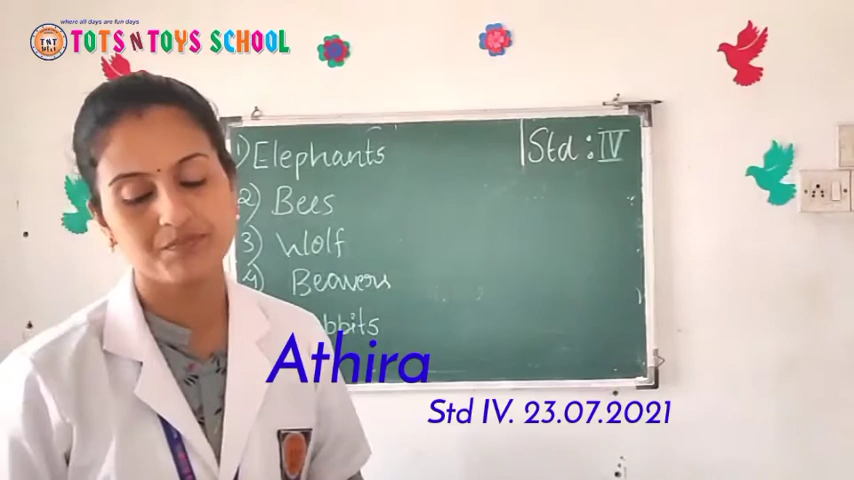 where all days are fun days
TOTS N TOYS SCHOOL
1) Elephants
Std : IV
2) Bees
3) Wolf
4) Beavers
bbits
Athira
Std IV. 23.07.2021